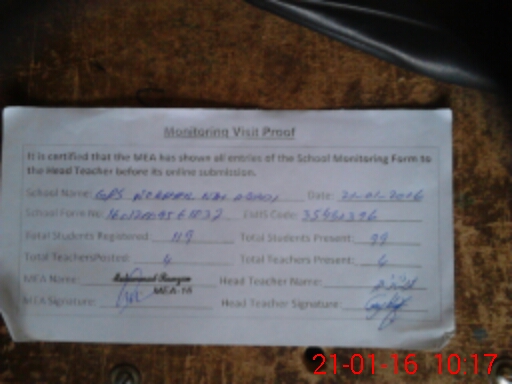 Monitoring Visit Proof
It is certified that the MEA has shown all entries of the School Monitoring Form to
the Head Teacher before its online submission.
School Name: GPS Date: 21-01-2016
School Form No: EMIS Code:
Total Students Registered: 119 Total Students Present: 99
Total Teachers Posted: 4 Total Teachers Present: 4
MEA Name: Muhammad Head Teacher Name:
MEA-16
MEA Signature: Head Teacher Signature:
21-01-16 10:17